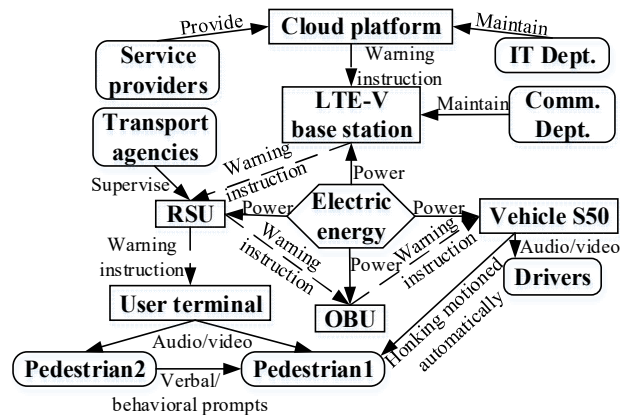 Provide
Cloud platform
Maintain
Service
providers
Warning
instruction
IT Dept.
LTE-V
base station
Maintain
Comm.
Dept.
Transport
agencies
Warning
instruction
Supervise
Power
RSU
Power
Electric
energy
Power
Vehicle S50
Warning
instruction
Warning
instruction
Power
Warning
instruction
Audio/video
Drivers
User terminal
OBU
Honking motioned
automatically
Audio/video
Pedestrian2
Pedestrian1
Verbal/
behavioral prompts